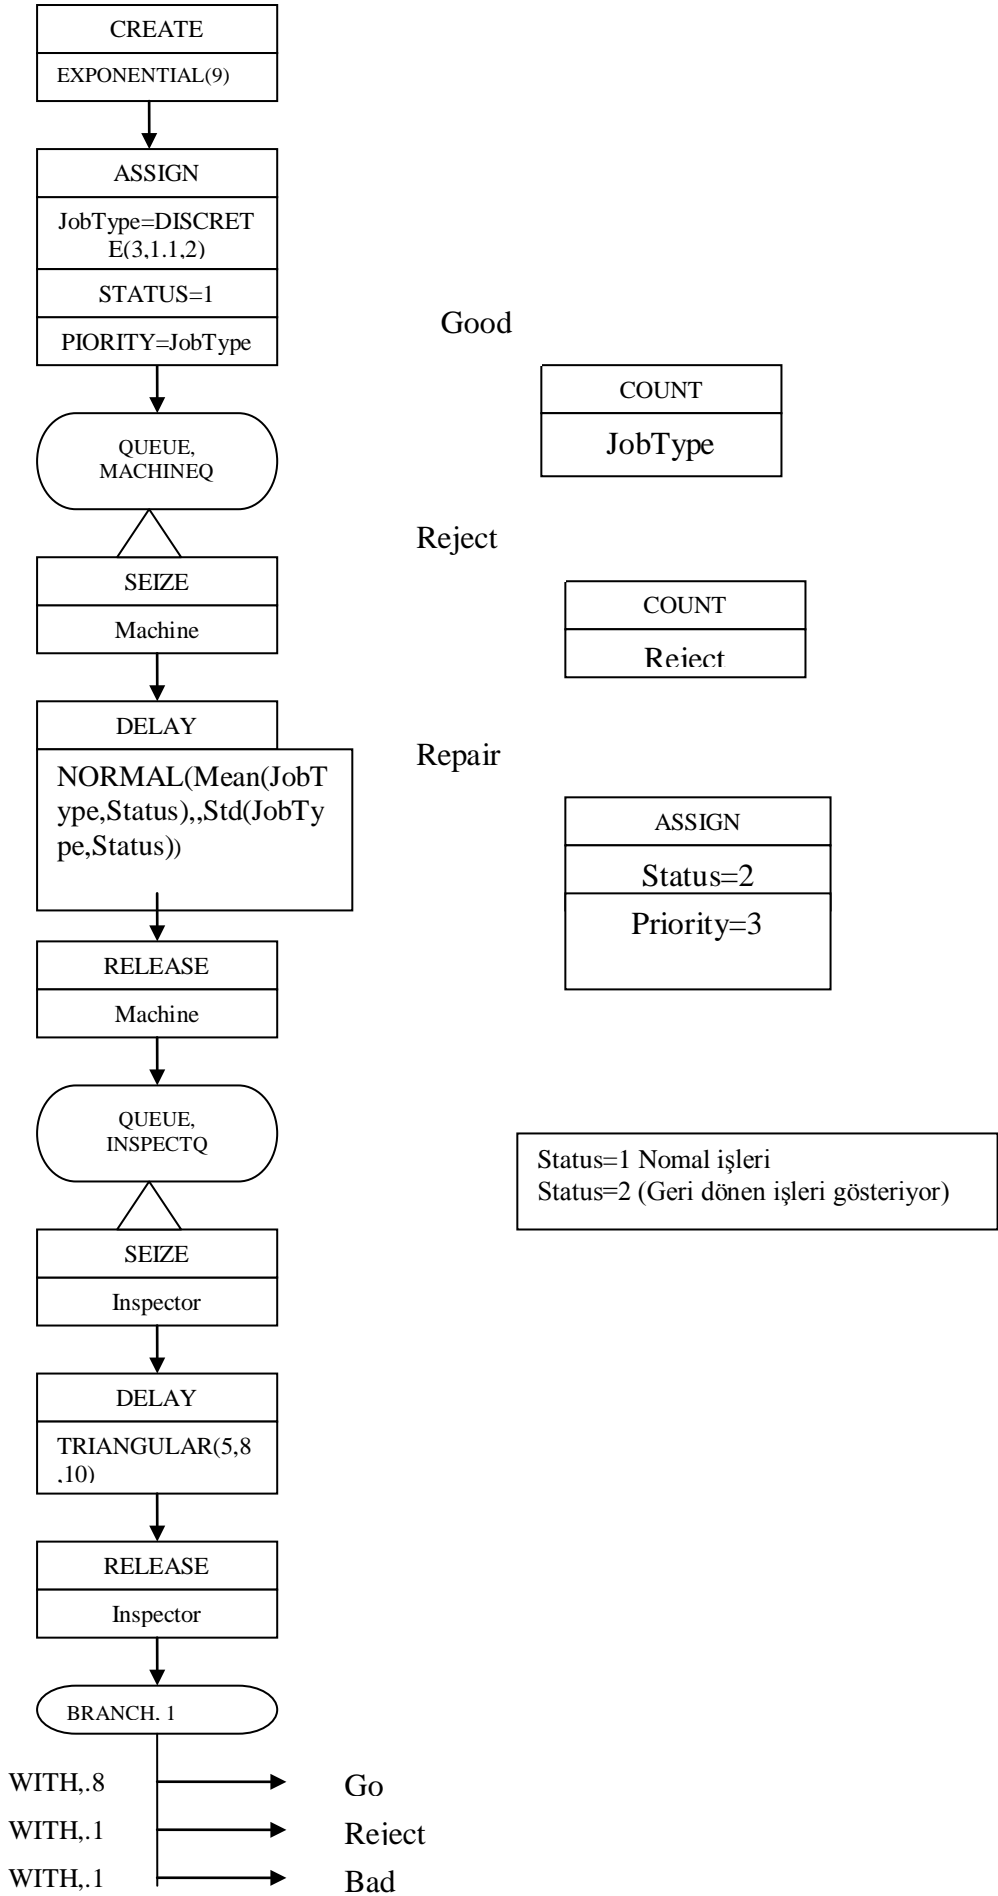 CREATE
EXPONENTIAL(9)
ASSIGN
JobType=DISCRET
E(3,1.1,2)
STATUS=1
PIORITY=JobType
QUEUE,
MACHINEQ
SEIZE
Machine
DELAY
NORMAL(Mean(JobT
ype,Status),,Std(JobTy
pe,Status))
RELEASE
Machine
QUEUE,
INSPECTQ
SEIZE
Inspector
DELAY
TRIANGULAR(5,8
,10)
RELEASE
Inspector
BRANCH, 1
WITH,.8
Go
WITH,.1
Reject
WITH,.1
Bad
Good
COUNT
JobType
Reject
COUNT
Reject
Repair
ASSIGN
Status=2
Priority=3
Status=1 Nomal işleri
Status=2 (Geri dönen işleri gösteriyor)